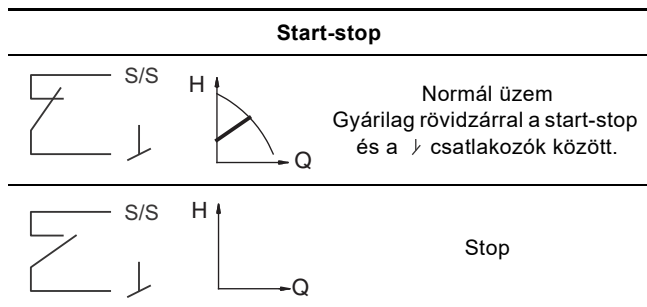 Start-stop
S/S
H
Q
Normál üzem
Gyárilag rövidzárral a start-stop
és a csatlakozók között.
S/S
H
Q
Stop